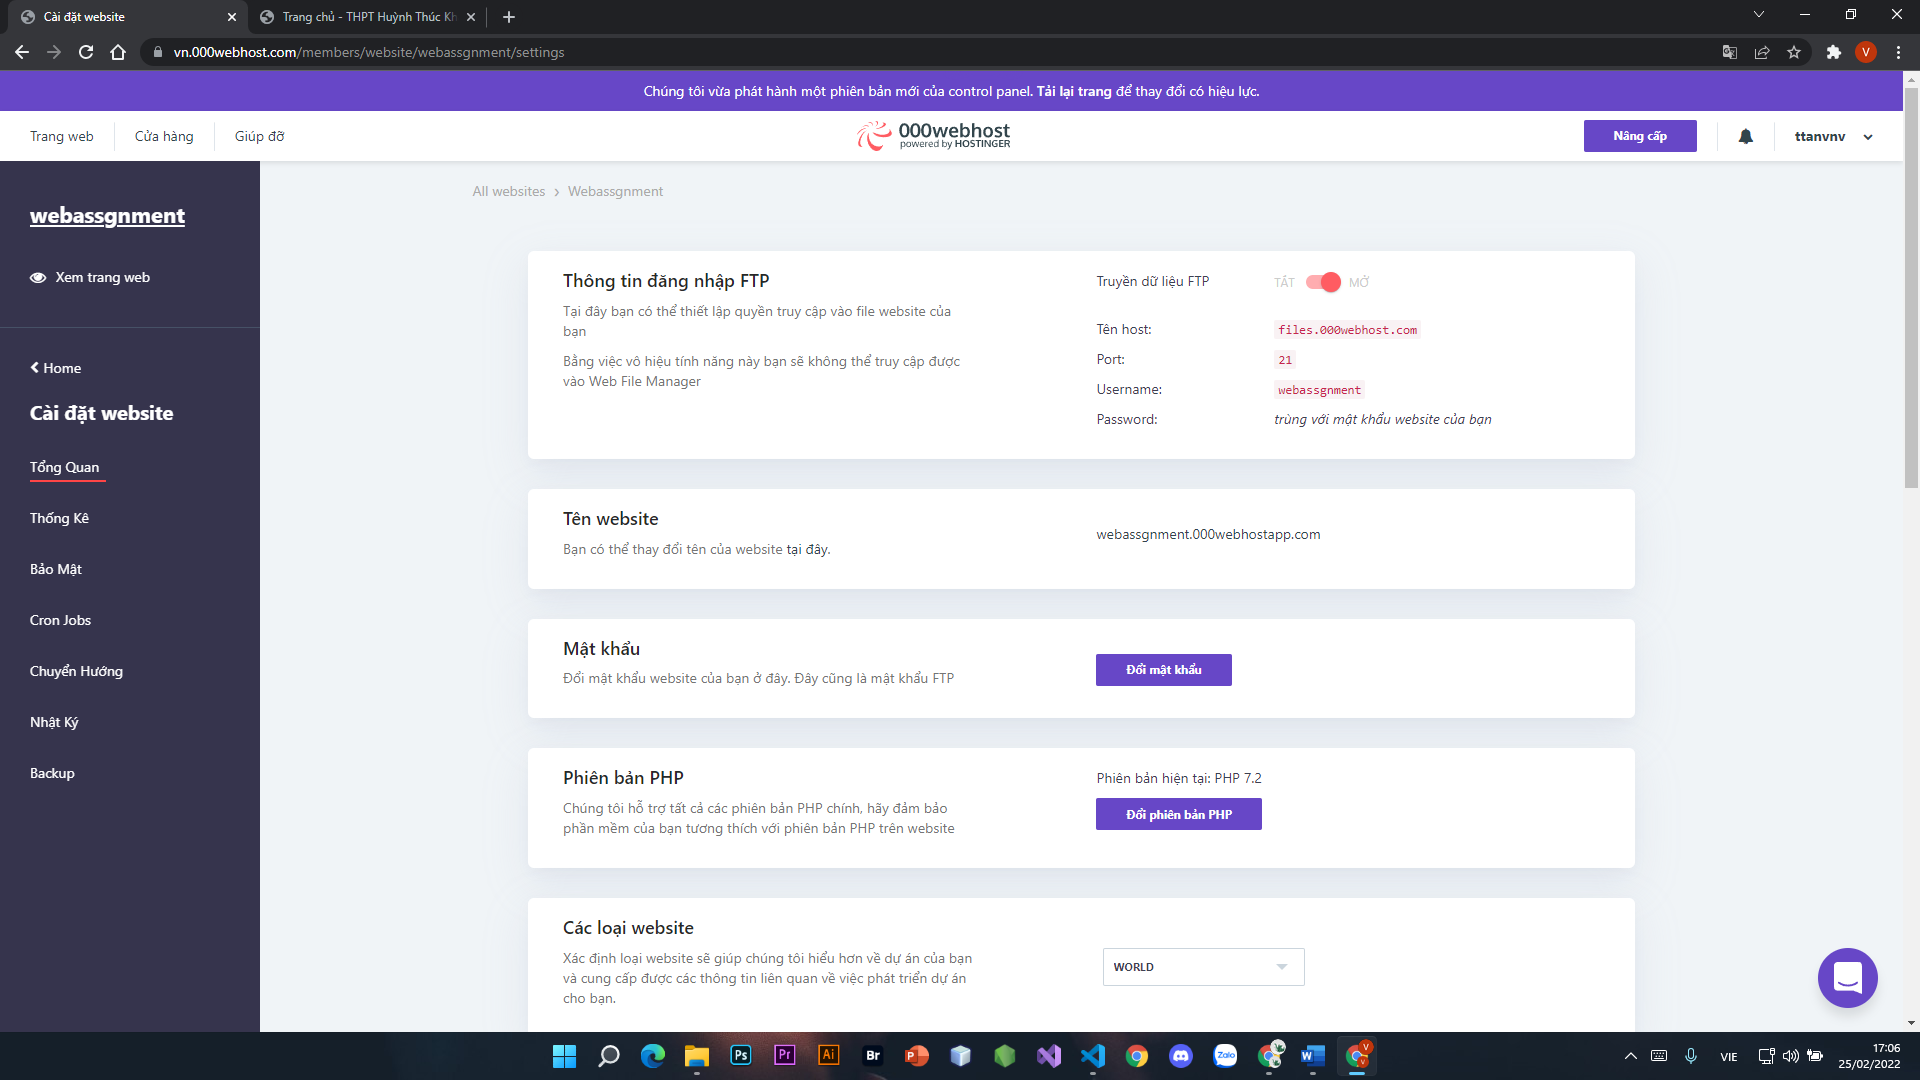 Cài đặt website
Trang chủ - THPT Huỳnh Thúc Kh
vn.000webhost.com/members/website/webassgnment/settings
V
Chúng tôi vừa phát hành một phiên bản mới của control panel. Tải lại trang để thay đổi có hiệu lực.
Trang web
Cửa hàng
Giúp đỡ
000webhost
powered by HOSTINGER
Nâng cấp
ttanvnv
webassgnment
Xem trang web
Home
Cài đặt website
Tổng Quan
Thống Kê
Bảo Mật
Cron Jobs
Chuyển Hướng
Nhật Ký
Backup
All websites
Webassgnment
Thông tin đăng nhập FTP
Tại đây bạn có thể thiết lập quyền truy cập vào file website của
bạn
Bằng việc vô hiệu tính năng này bạn sẽ không thể truy cập được
vào Web File Manager
Truyền dữ liệu FTP
TẮT
MỞ
Tên host:
files.000webhost.com
Port:
21
Username:
webassgnment
Password:
trùng với mật khẩu website của bạn
Tên website
Bạn có thể thay đổi tên của website tại đây.
webassgnment.000webhostapp.com
Mật khẩu
Đổi mật khẩu website của bạn ở đây. Đây cũng là mật khẩu FTP
Đổi mật khẩu
Phiên bản PHP
Chúng tôi hỗ trợ tất cả các phiên bản PHP chính, hãy đảm bảo
phần mềm của bạn tương thích với phiên bản PHP trên website
Phiên bản hiện tại: PHP 7.2
Đổi phiên bản PHP
Các loại website
Xác định loại website sẽ giúp chúng tôi hiểu hơn về dự án của bạn
và cung cấp được các thông tin liên quan về việc phát triển dự án
cho bạn.
WORLD
Ps
Pr
Ai
Br
P
Zalo
W
V
VIE
17:06
25/02/2022